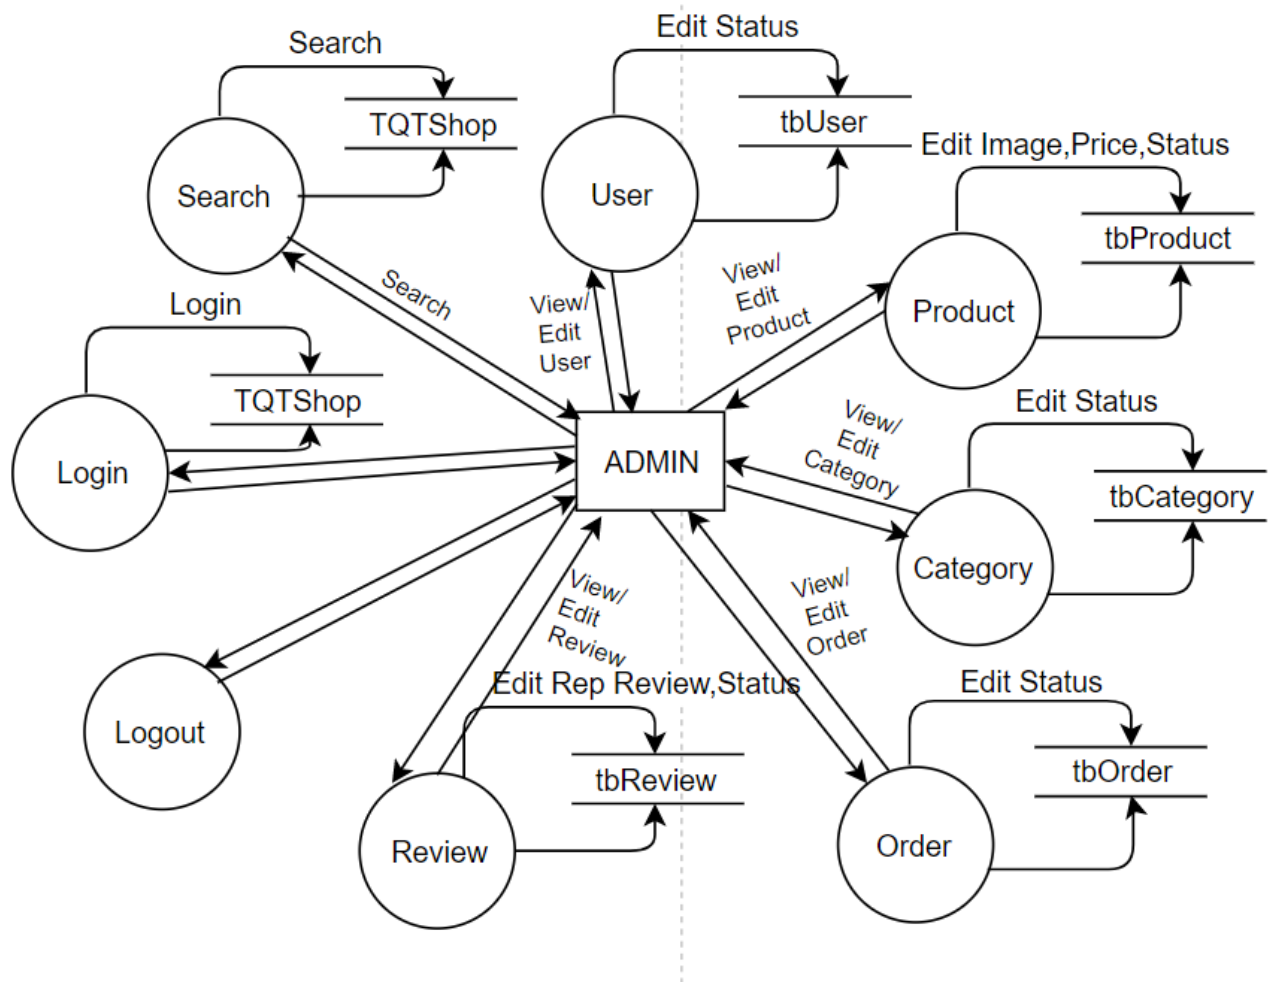 Edit Status
Search
tbUser
TQTShop
Edit Image,Price,Status
User
Search
tbProduct
View/
Edit
Product
Search
View/
Edit
User
Login
Product
TQTShop
Edit Status
View/
Edit
Category
ADMIN
Login
tbCategory
Category
View/
Edit
Review
View/
Edit
Order
Edit Rep Review,Status
Edit Status
Logout
tbReview
tbOrder
Review
Order